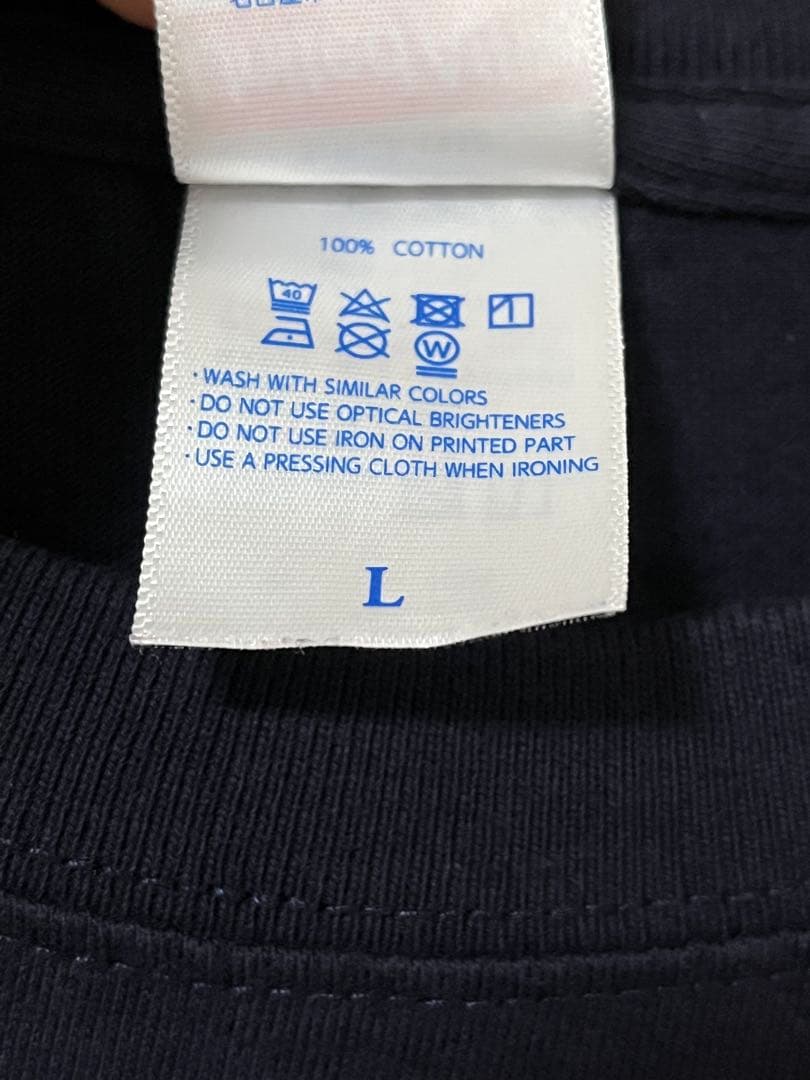 100% COTTON
40
W
· WASH WITH SIMILAR COLORS
· DO NOT USE OPTICAL BRIGHTENERS
· DO NOT USE IRON ON PRINTED PART
· USE A PRESSING CLOTH WHEN IRONING
L